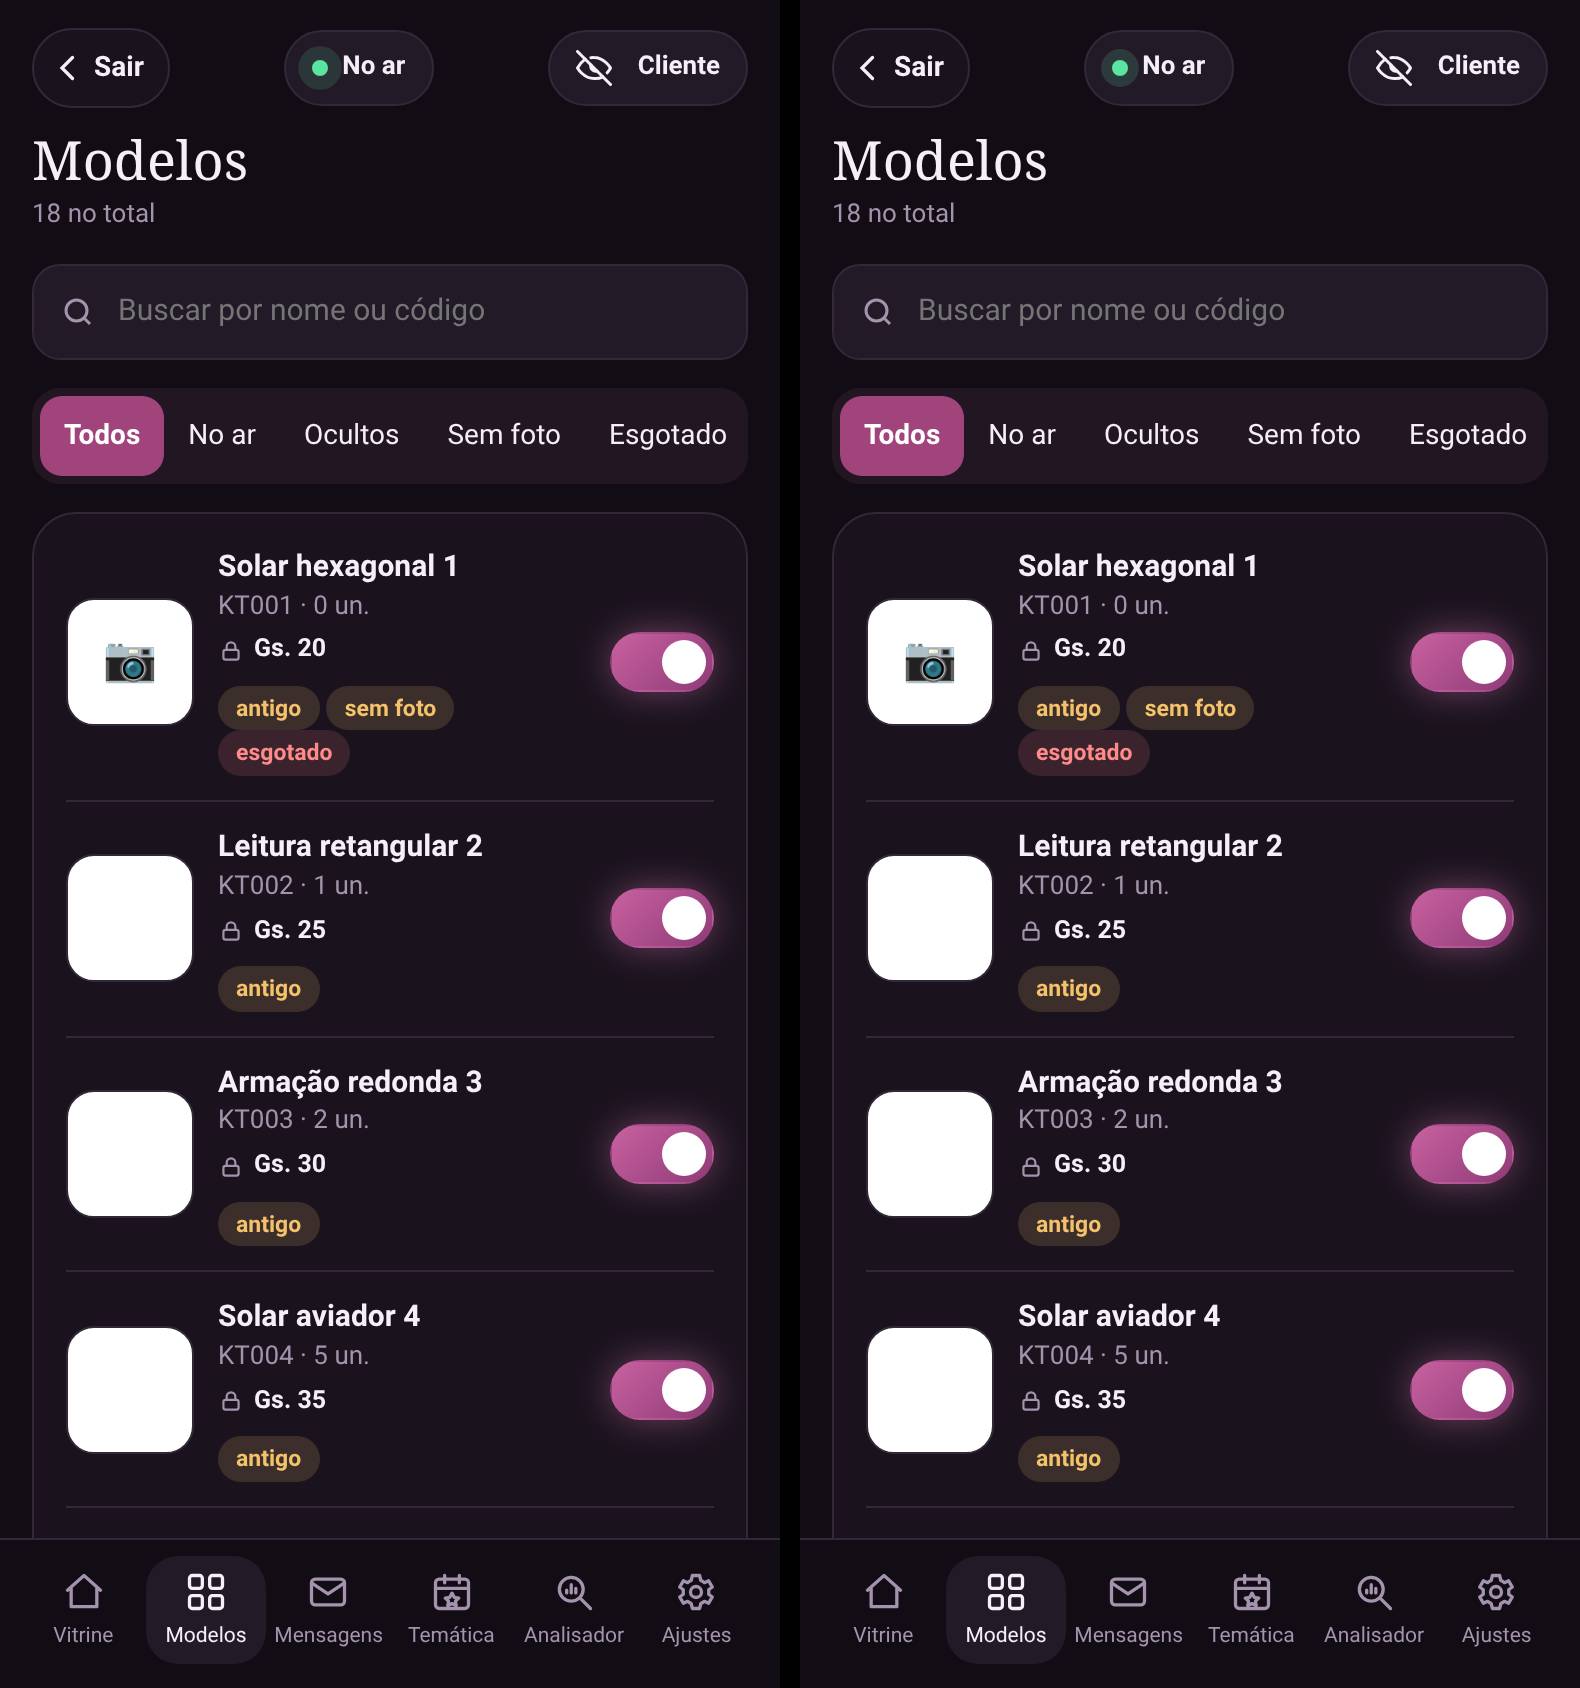 Sair
No ar
Cliente
Modelos
18 no total
Buscar por nome ou código
Todos
No ar
Ocultos
Sem foto
Esgotado
Solar hexagonal 1
KT001 · 0 un.
Gs. 20
antigo
sem foto
esgotado
Leitura retangular 2
KT002 · 1 un.
Gs. 25
antigo
Armação redonda 3
KT003 · 2 un.
Gs. 30
antigo
Solar aviador 4
KT004 · 5 un.
Gs. 35
antigo
Vitrine
Modelos
Mensagens
Temática
Analisador
Ajustes
Sair
No ar
Cliente
Modelos
18 no total
Buscar por nome ou código
Todos
No ar
Ocultos
Sem foto
Esgotado
Solar hexagonal 1
KT001 · 0 un.
Gs. 20
antigo
sem foto
esgotado
Leitura retangular 2
KT002 · 1 un.
Gs. 25
antigo
Armação redonda 3
KT003 · 2 un.
Gs. 30
antigo
Solar aviador 4
KT004 · 5 un.
Gs. 35
antigo
Vitrine
Modelos
Mensagens
Temática
Analisador
Ajustes